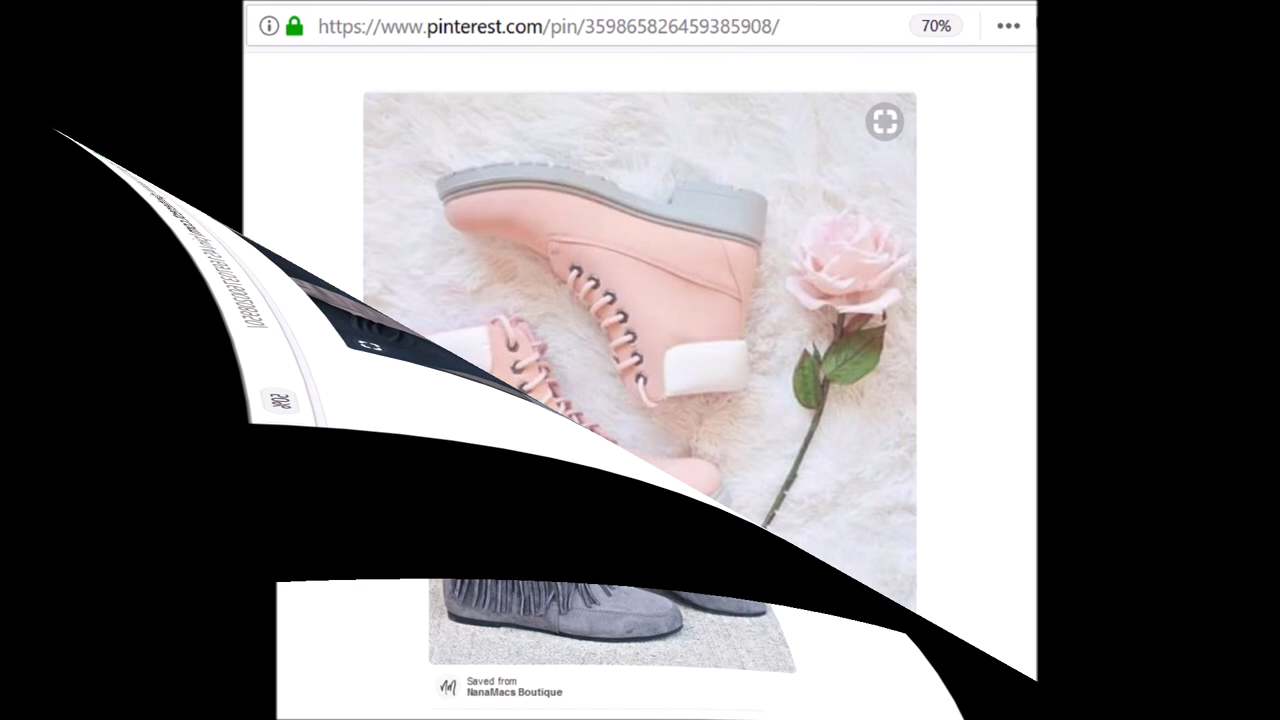 https://www.pinterest.com/pin/359865826459385908/
70%
Saved from
NanaMacs Boutique